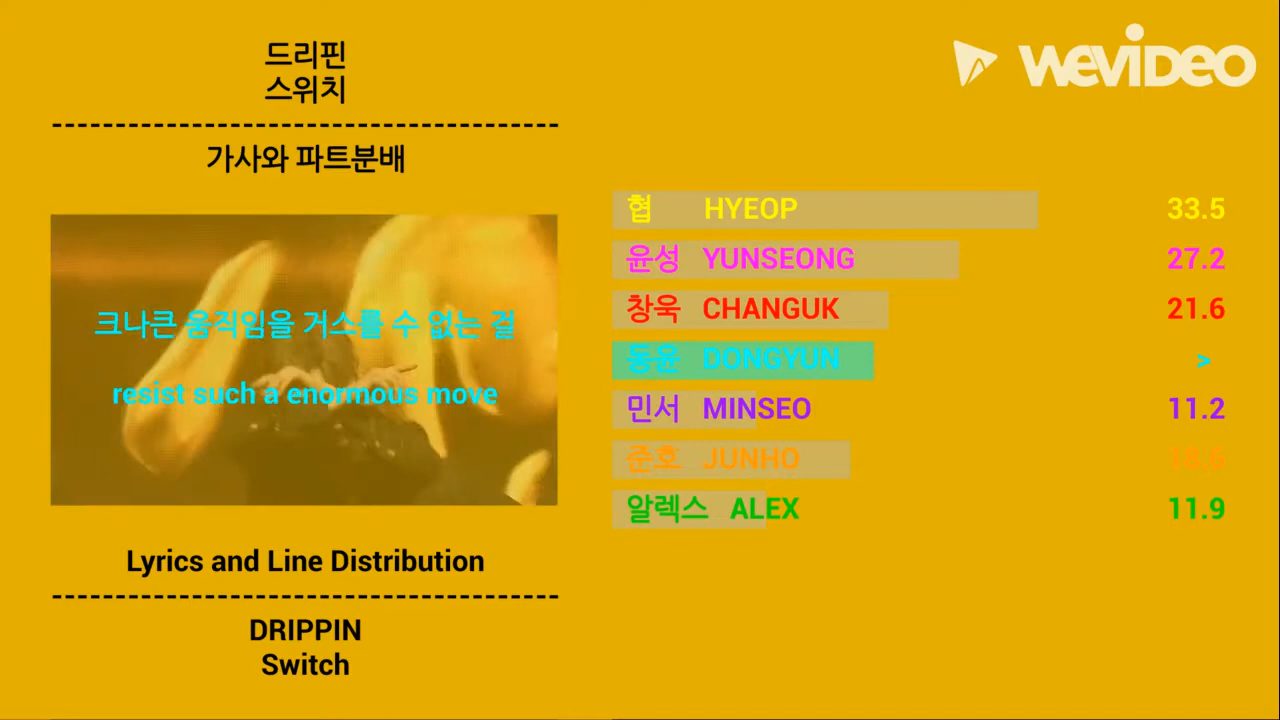 드리핀
스위치
가사와 파트분배
크나큰 움직임을 거스를 수 없는 걸
resist such a enormous move
Lyrics and Line Distribution
DRIPPIN
Switch
WEVIDEO
협 HYEOP 33.5
윤성 YUNSEONG 27.2
창욱 CHANGUK 21.6
동윤 DONGYUN >
민서 MINSEO 11.2
준호 JUNHO 18.6
알렉스 ALEX 11.9